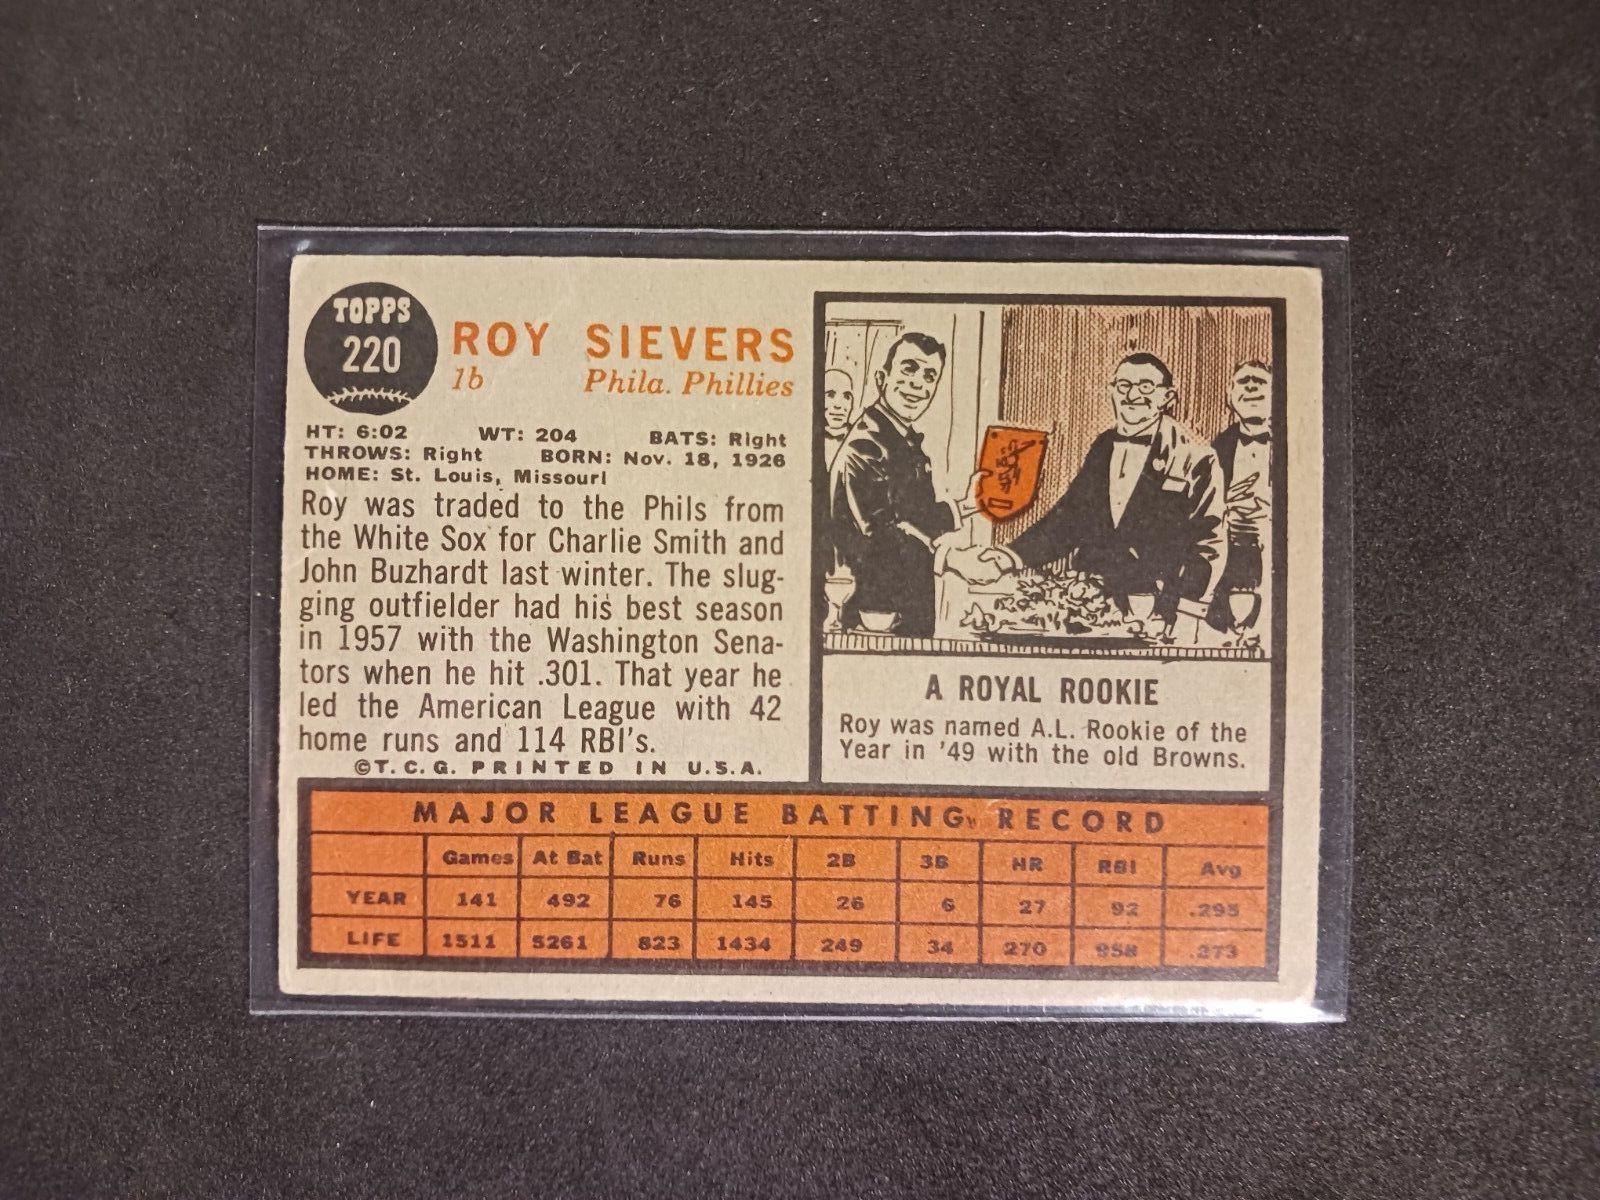 TOPPS
220
ROY SIEVERS
1b Phila. Phillies
HT: 6:02 WT: 204 BATS: Right
THROWS: Right BORN: Nov. 18, 1926
HOME: St. Louis, Missouri
Roy was traded to the Phils from
the White Sox for Charlie Smith and
John Buzhardt last winter. The slug-
ging outfielder had his best season
in 1957 with the Washington Sena-
tors when he hit .301. That year he
led the American League with 42
home runs and 114 RBI's.
©T.C.G. PRINTED IN U.S.A.
A ROYAL ROOKIE
Roy was named A.L. Rookie of the
Year in '49 with the old Browns.
MAJOR LEAGUE BATTING RECORD
Games At Bat Runs Hits 2B 3B HR RBI Avg
YEAR 141 492 76 145 26 6 27 92 .295
LIFE 1511 5261 823 1434 249 34 270 958 .273